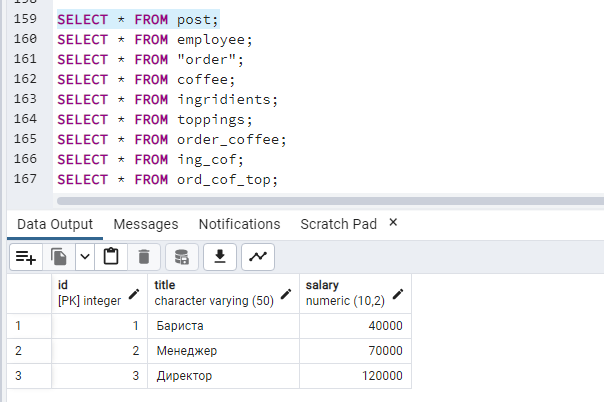 158
159 SELECT * FROM post;
160 SELECT * FROM employee;
161 SELECT * FROM "order";
162 SELECT * FROM coffee;
163 SELECT * FROM ingridients;
164 SELECT * FROM toppings;
165 SELECT * FROM order_coffee;
166 SELECT * FROM ing_cof;
167 SELECT * FROM ord_cof_top;
Data Output Messages Notifications Scratch Pad ×
id title salary
[PK] integer character varying (50) numeric (10,2)
1 1 Бариста 40000
2 2 Менеджер 70000
3 3 Директор 120000